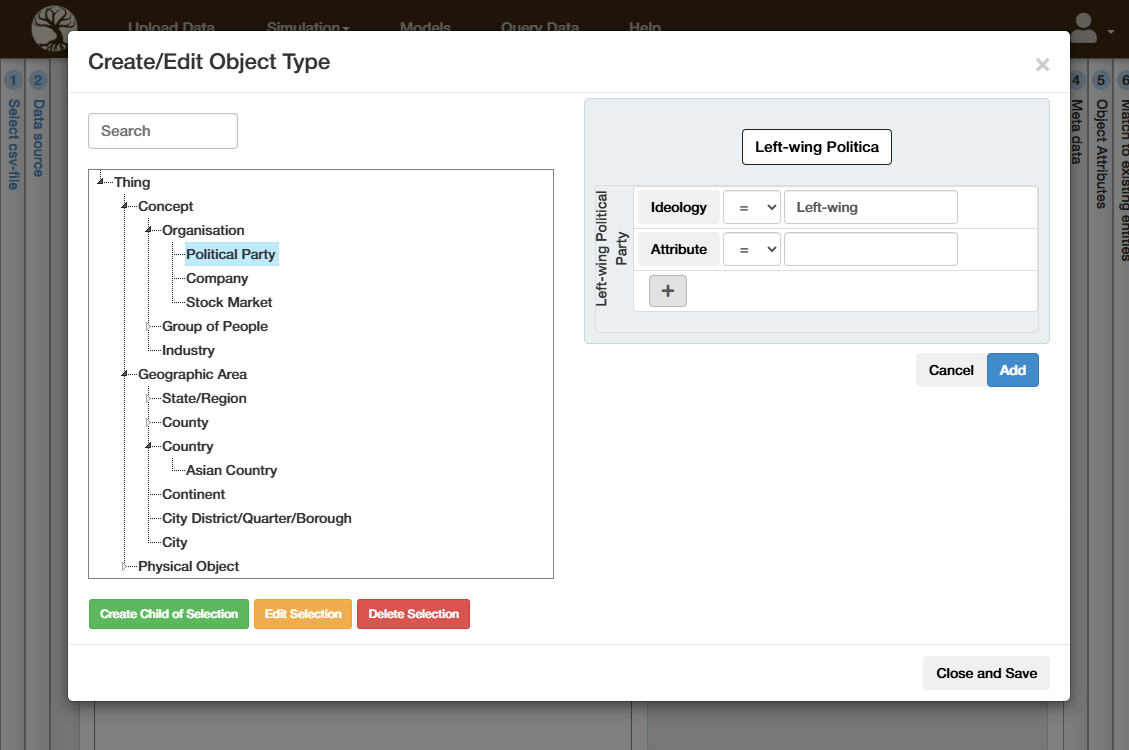 Upload Data Simulation Models Query Data Help
Create/Edit Object Type
×
1 Select csv-file
2 Data source
4 Meta data
5 Object Attributes
6 Match to existing entities
Search
Thing
Concept
Organisation
Political Party
Company
Stock Market
Group of People
Industry
Geographic Area
State/Region
County
Country
Asian Country
Continent
City District/Quarter/Borough
City
Physical Object
Create Child of Selection Edit Selection Delete Selection
Left-wing Politica
Left-wing Political
Party
Ideology = Left-wing
Attribute =
+
Cancel Add
Close and Save